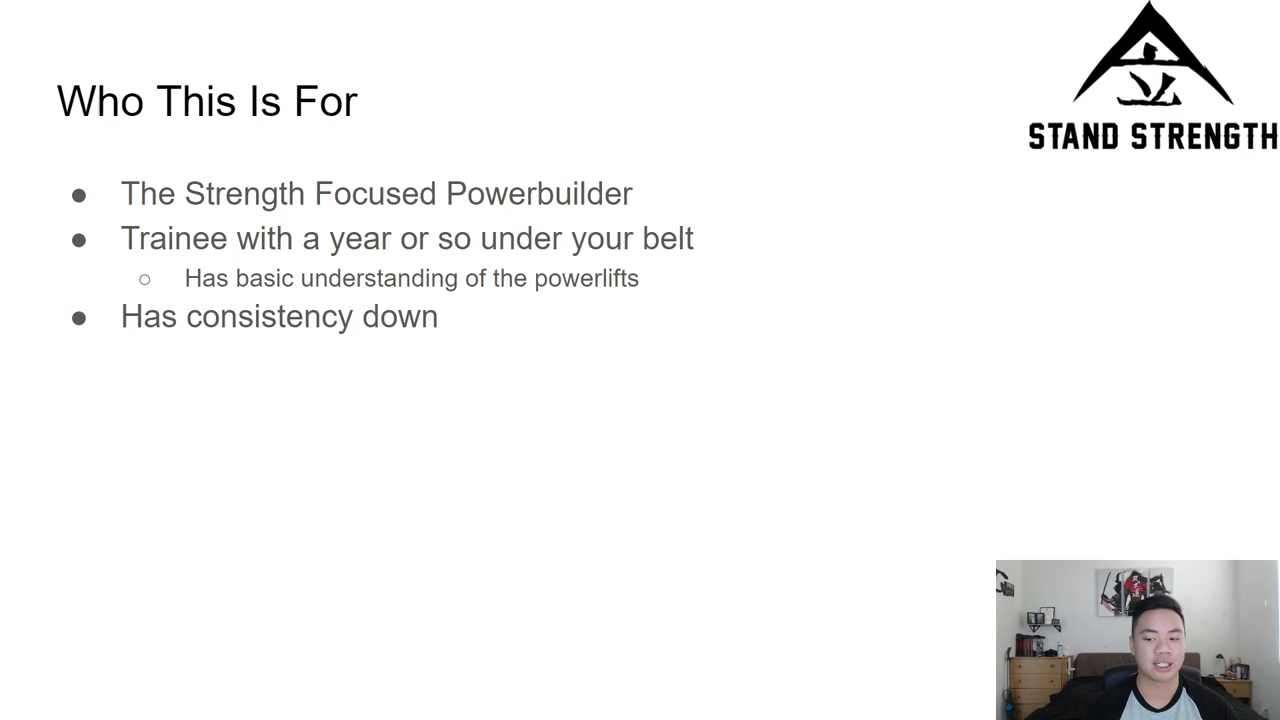 立
STAND STRENGTH
Who This Is For
● The Strength Focused Powerbuilder
● Trainee with a year or so under your belt
○ Has basic understanding of the powerlifts
● Has consistency down